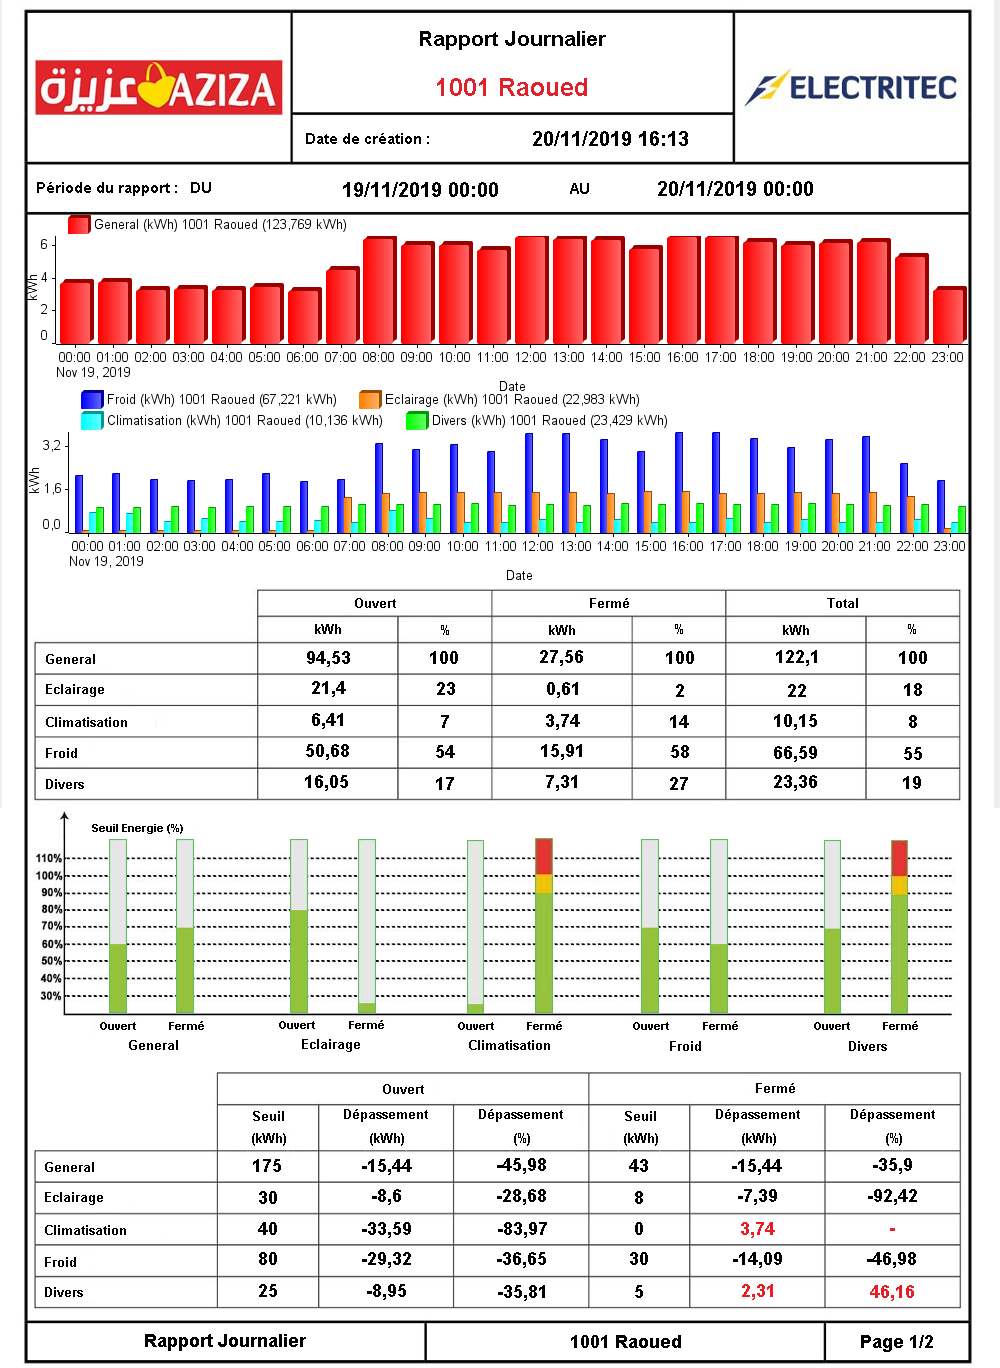 عزيزة AZIZA
Rapport Journalier
1001 Raoued
ELECTRITEC
Date de création : 20/11/2019 16:13
Période du rapport : DU 19/11/2019 00:00 AU 20/11/2019 00:00
General (kWh) 1001 Raoued (123,769 kWh)
kWh
6
4
2
0
00:00 01:00 02:00 03:00 04:00 05:00 06:00 07:00 08:00 09:00 10:00 11:00 12:00 13:00 14:00 15:00 16:00 17:00 18:00 19:00 20:00 21:00 22:00 23:00
Nov 19, 2019
Date
Froid (kWh) 1001 Raoued (67,221 kWh) Eclairage (kWh) 1001 Raoued (22,983 kWh)
Climatisation (kWh) 1001 Raoued (10,136 kWh) Divers (kWh) 1001 Raoued (23,429 kWh)
kWh
3,2
1,6
0,0
00:00 01:00 02:00 03:00 04:00 05:00 06:00 07:00 08:00 09:00 10:00 11:00 12:00 13:00 14:00 15:00 16:00 17:00 18:00 19:00 20:00 21:00 22:00 23:00
Nov 19, 2019
Date
Ouvert Fermé Total
kWh % kWh % kWh %
General 94,53 100 27,56 100 122,1 100
Eclairage 21,4 23 0,61 2 22 18
Climatisation 6,41 7 3,74 14 10,15 8
Froid 50,68 54 15,91 58 66,59 55
Divers 16,05 17 7,31 27 23,36 19
Seuil Energie (%)
110%
100%
90%
80%
70%
60%
50%
40%
30%
Ouvert Fermé Ouvert Fermé Ouvert Fermé Ouvert Fermé Ouvert Fermé
General Eclairage Climatisation Froid Divers
Ouvert Fermé
Seuil Dépassement Dépassement Seuil Dépassement Dépassement
(kWh) (kWh) (%) (kWh) (kWh) (%)
General 175 -15,44 -45,98 43 -15,44 -35,9
Eclairage 30 -8,6 -28,68 8 -7,39 -92,42
Climatisation 40 -33,59 -83,97 0 3,74 -
Froid 80 -29,32 -36,65 30 -14,09 -46,98
Divers 25 -8,95 -35,81 5 2,31 46,16
Rapport Journalier 1001 Raoued Page 1/2